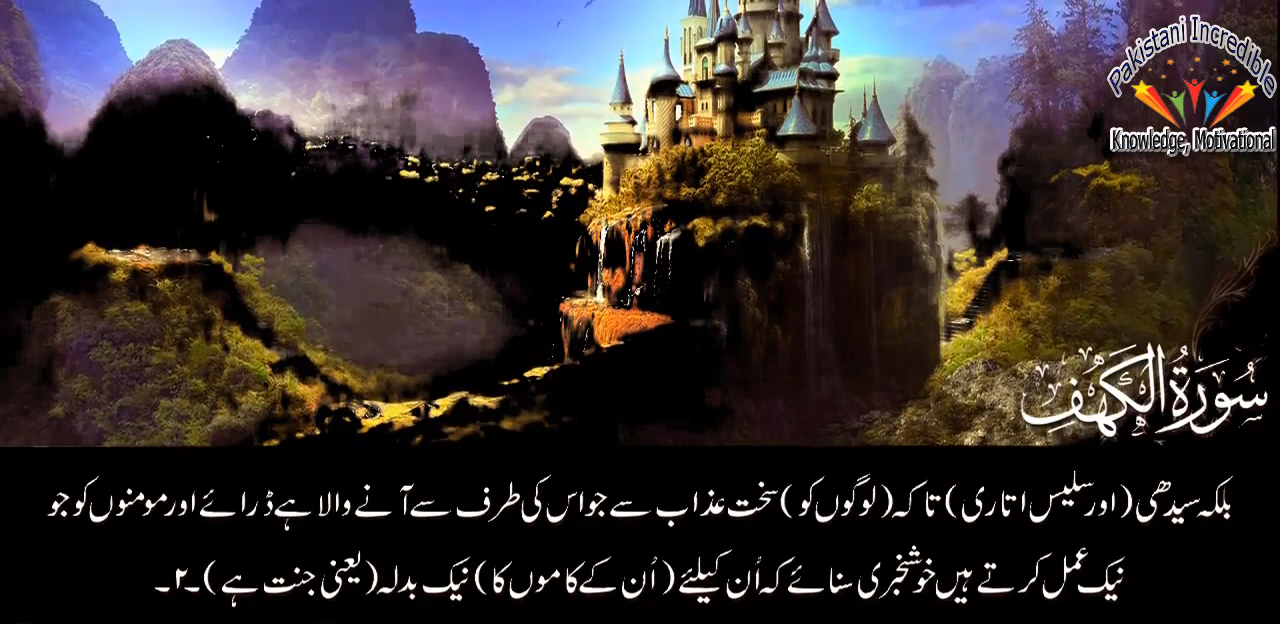 Pakistani Incredible
Knowledge, Motivational
سُورَةُ الْكَهْفِ
بلکہ سیدھی (اور سلیس اتاری) تاکہ (لوگوں کو) سخت عذاب سے جو اس کی طرف سے آنے والا ہے ڈرائے اور مومنوں کو جو
نیک عمل کرتے ہیں خوشخبری سنائے کہ اُن کیلئے (اُن کے کاموں کا) نیک بدلہ (یعنی جنت ہے)۔۲۔